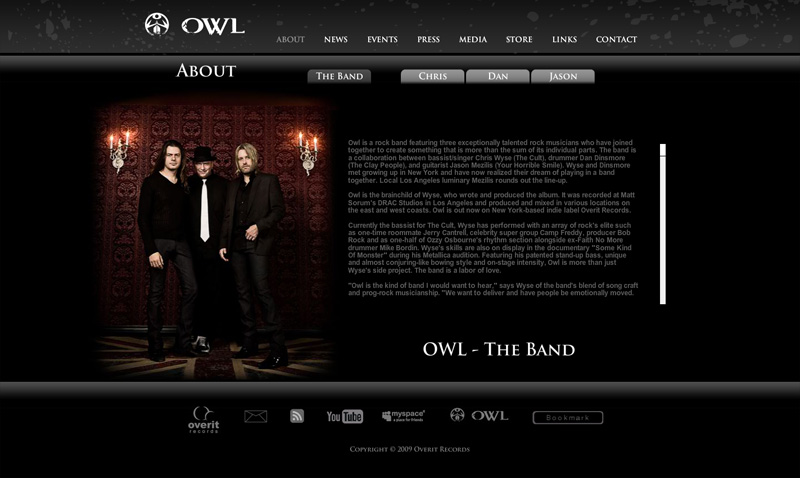 OWL
ABOUT NEWS EVENTS PRESS MEDIA STORE LINKS CONTACT
ABOUT
THE BAND CHRIS DAN JASON
Owl is a rock band featuring three exceptionally talented rock musicians who have joined
together to create something that is more than the sum of its individual parts. The band is
a collaboration between bassist/singer Chris Wyse (The Cult), drummer Dan Dinsmore
(The Clay People), and guitarist Jason Mezilis (Your Horrible Smile). Wyse and Dinsmore
met growing up in New York and have now realized their dream of playing in a band
together. Local Los Angeles luminary Mezilis rounds out the line-up.
Owl is the brainchild of Wyse, who wrote and produced the album. It was recorded at Matt
Sorum's DRAC Studios in Los Angeles and produced and mixed in various locations on
the east and west coasts. Owl is out now on New York-based indie label Overit Records.
Currently the bassist for The Cult, Wyse has performed with an array of rock's elite such
as one-time roommate Jerry Cantrell, celebrity super group Camp Freddy, producer Bob
Rock and as one-half of Ozzy Osbourne's rhythm section alongside ex-Faith No More
drummer Mike Bordin. Wyse's skills are also on display in the documentary "Some Kind
Of Monster" during his Metallica audition. Featuring his patented stand-up bass, unique
and almost conjuring-like bowing style and on-stage intensity, Owl is more than just
Wyse's side project. The band is a labor of love.
"Owl is the kind of band I would want to hear," says Wyse of the band's blend of song craft
and prog-rock musicianship. "We want to deliver and have people be emotionally moved.
OWL - THE BAND
overit
records
YouTube
myspace
a place for friends
OWL
Bookmark
COPYRIGHT © 2009 OVERIT RECORDS